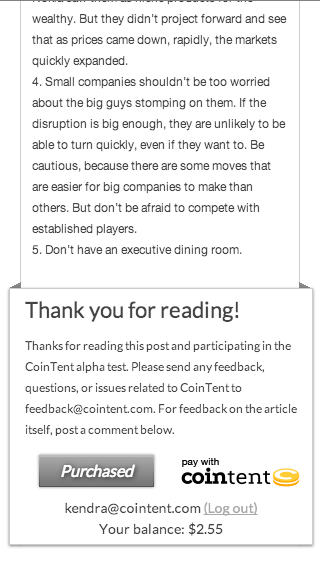 wealthy. But they didn't project forward and see
that as prices came down, rapidly, the markets
quickly expanded.
4. Small companies shouldn't be too worried
about the big guys stomping on them. If the
disruption is big enough, they are unlikely to be
able to turn quickly, even if they want to. Be
cautious, because there are some moves that
are easier for big companies to make than
others. But don't be afraid to compete with
established players.
5. Don't have an executive dining room.
Thank you for reading!
Thanks for reading this post and participating in the
CoinTent alpha test. Please send any feedback,
questions, or issues related to CoinTent to
feedback@cointent.com. For feedback on the article
itself, post a comment below.
Purchased
pay with
cointent
kendra@cointent.com (Log out)
Your balance: $2.55